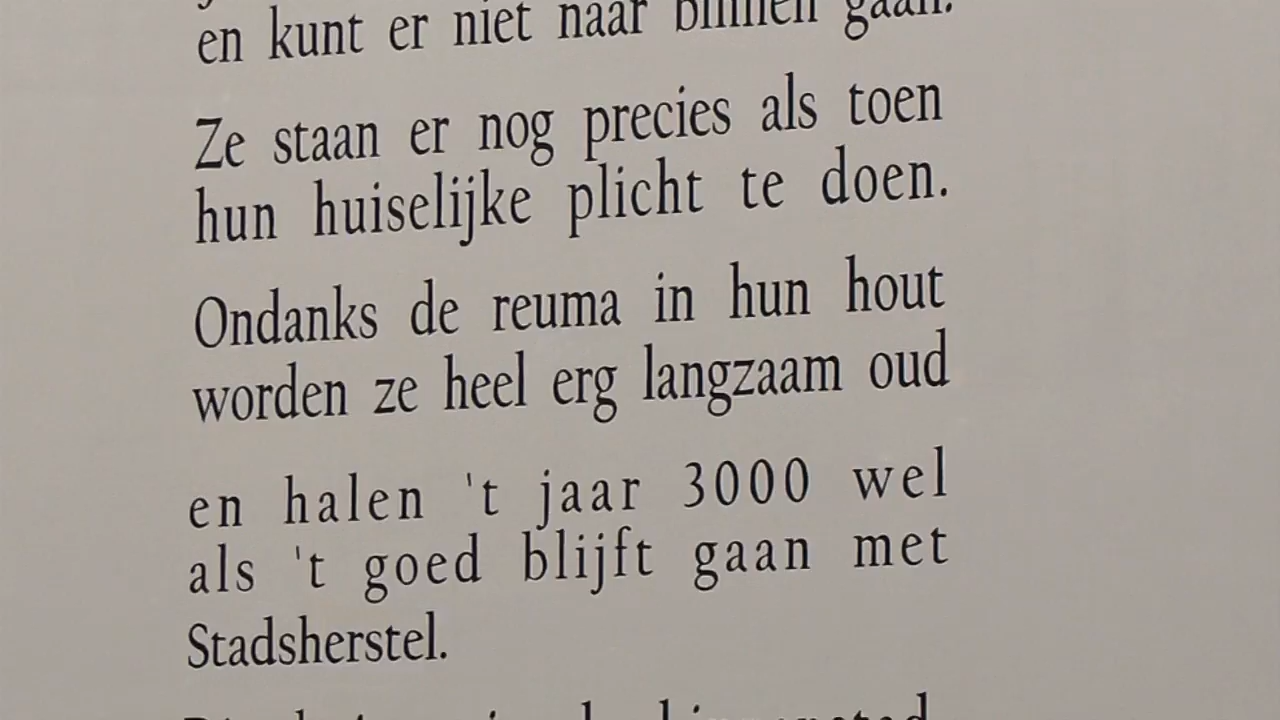 en kunt er niet naar binnen gaan.
Ze staan er nog precies als toen
hun huiselijke plicht te doen.
Ondanks de reuma in hun hout
worden ze heel erg langzaam oud
en halen 't jaar 3000 wel
als 't goed blijft gaan met
Stadsherstel.